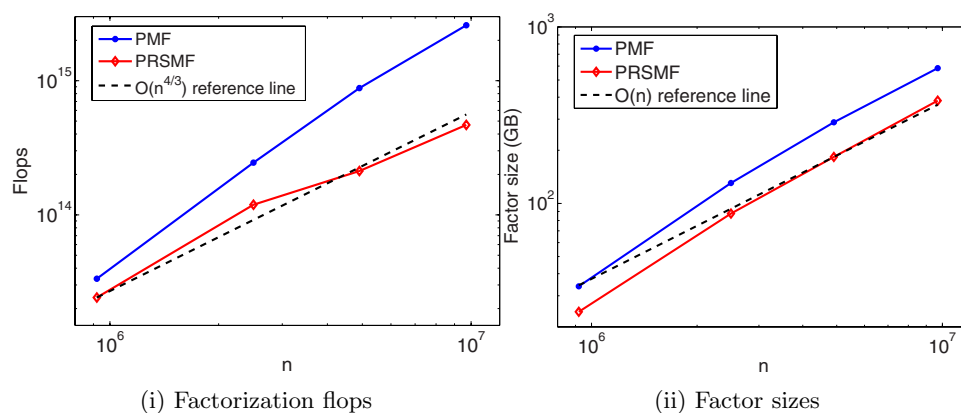 PMF
PRSMF
O(n^{4/3}) reference line
10^{15}
10^{14}
Flops
10^6
10^7
n
(i) Factorization flops
PMF
PRSMF
O(n) reference line
10^3
10^2
Factor size (GB)
10^6
10^7
n
(ii) Factor sizes